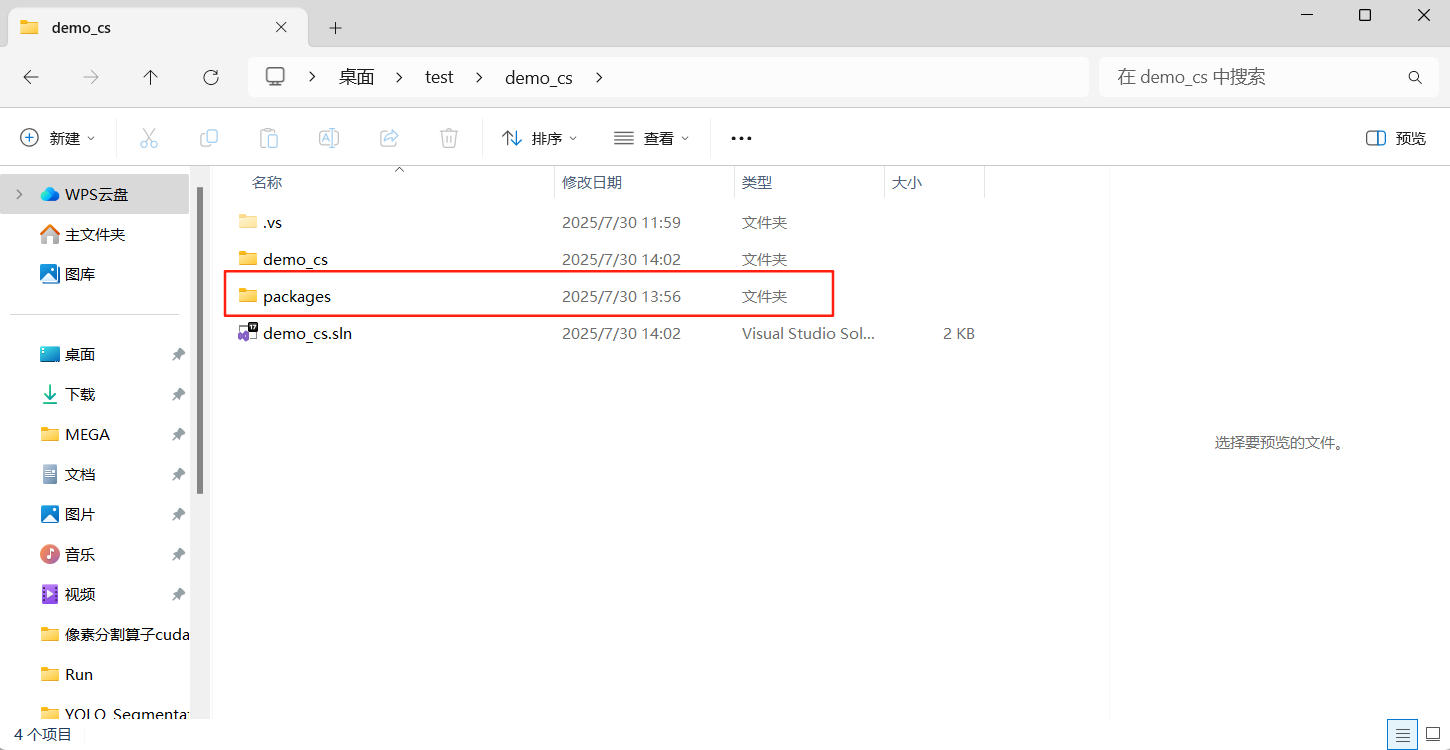 demo_cs
桌面 test demo_cs
在 demo_cs 中搜索
新建 排序 查看 预览
名称 修改日期 类型 大小
.vs 2025/7/30 11:59 文件夹
demo_cs 2025/7/30 14:02 文件夹
packages 2025/7/30 13:56 文件夹
demo_cs.sln 2025/7/30 14:02 Visual Studio Sol... 2 KB
WPS云盘
主文件夹
图库
桌面
下载
MEGA
文档
图片
音乐
视频
像素分割算子cuda
Run
YOLO_Segmenta
选择要预览的文件。
4 个项目